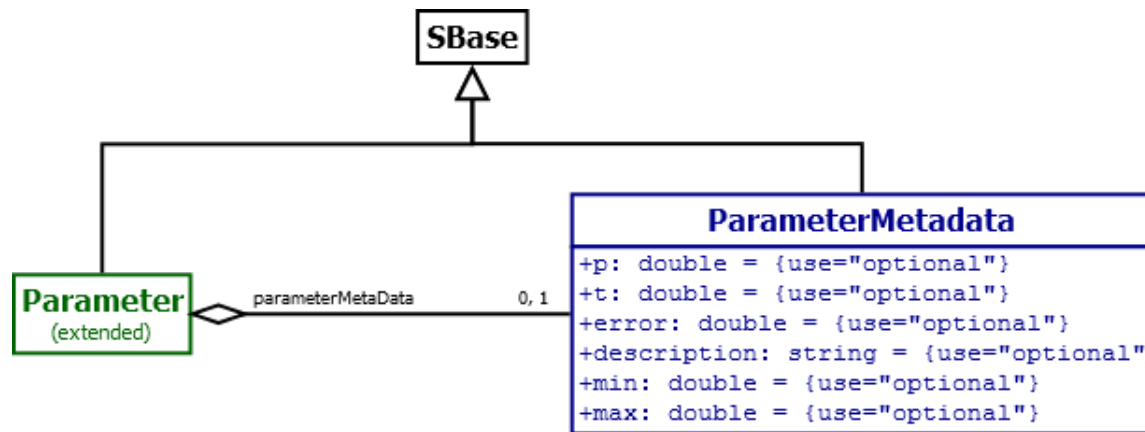 SBase
ParameterMetadata
+p: double = {use="optional"}
+t: double = {use="optional"}
+error: double = {use="optional"}
+description: string = {use="optional"
+min: double = {use="optional"}
+max: double = {use="optional"}
Parameter
(extended)
parameterMetaData
0, 1